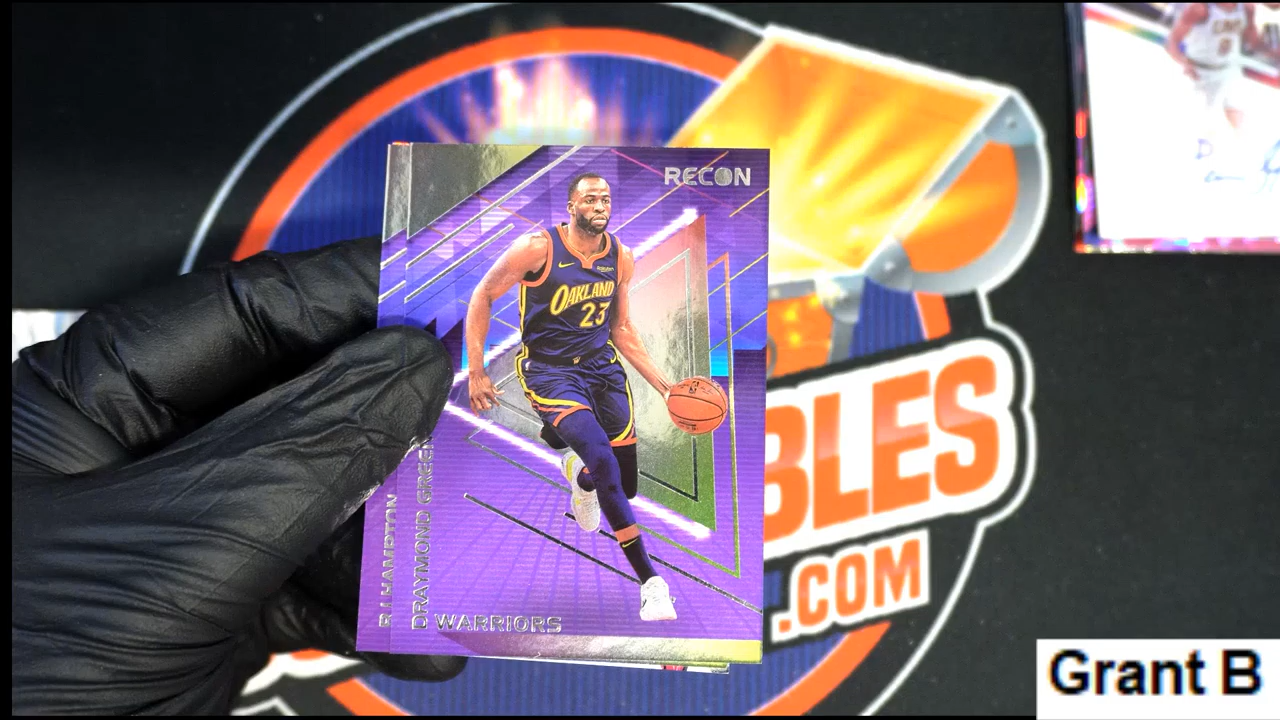 RECON
OAKLAND
23
DRAYMOND GREEN
RJ HAMPTON
WARRIORS
BLES
.COM
Grant B